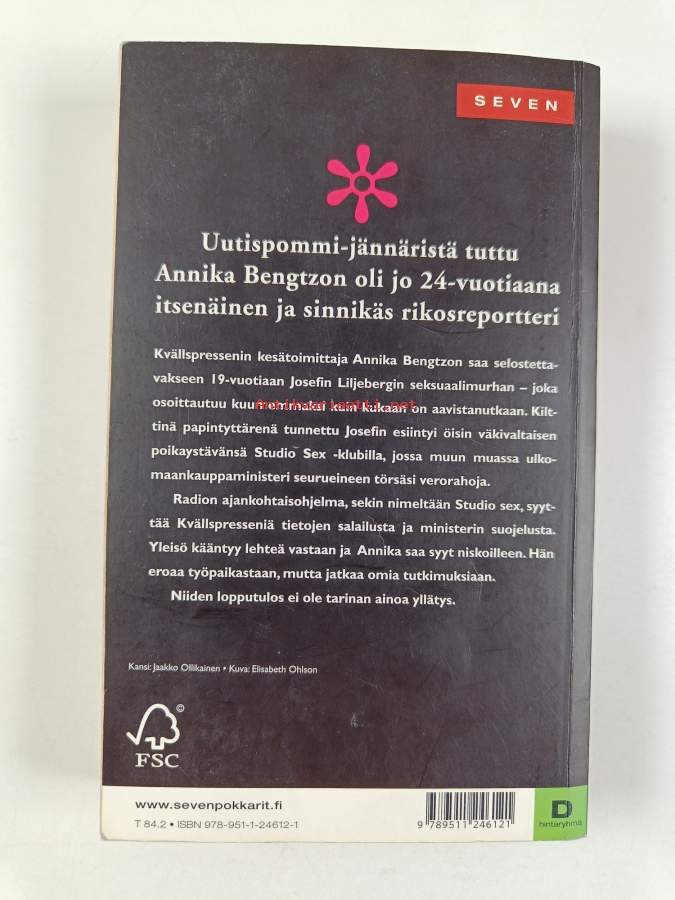 SEVEN
Uutispommi-jännäristä tuttu
Annika Bengtzon oli jo 24-vuotiaana
itsenäinen ja sinnikäs rikosreportteri
Kvällspressenin kesätoimittaja Annika Bengtzon saa selostetta-
vakseen 19-vuotiaan Josefin Liljebergin seksuaalimurhan – joka
osoittautuu kuumemmaksi kuin kukaan on aavistanutkaan. Kilt-
Antikvariaatti.net
tinä papintyttärenä tunnettu Josefin esiintyi öisin väkivaltaisen
poikaystävänsä Studio Sex -klubilla, jossa muun muassa ulko-
maankauppaministeri seurueineen törsäsi verorahoja.
Radion ajankohtaisohjelma, sekin nimeltään Studio sex, syyt-
tää Kvällspresseniä tietojen salailusta ja ministerin suojelusta.
Yleisö kääntyy lehteä vastaan ja Annika saa syyt niskoilleen. Hän
eroaa työpaikastaan, mutta jatkaa omia tutkimuksiaan.
Niiden lopputulos ei ole tarinan ainoa yllätys.
Kansi: Jaakko Ollikainen • Kuva: Elisabeth Ohlson
©
FSC
www.sevenpokkarit.fi
T 84.2 • ISBN 978-951-1-24612-1
9 789511 246121
D
hintaryhmä